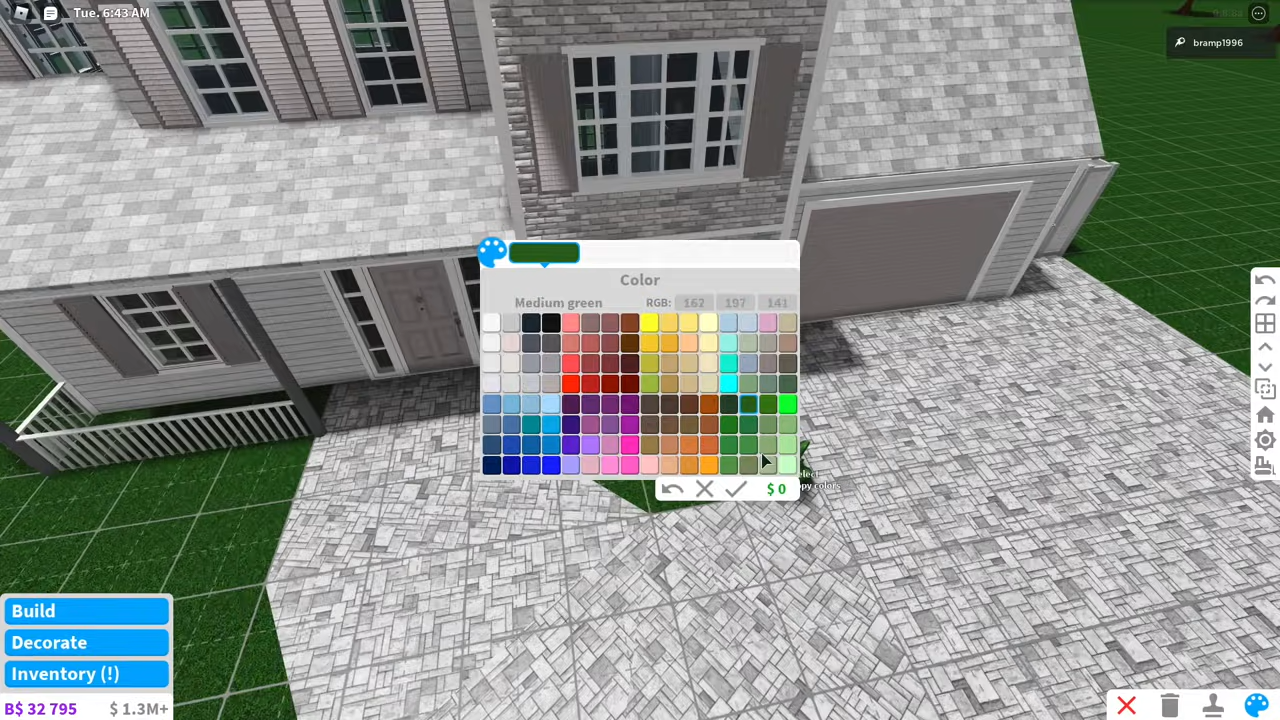 Tue. 6:43 AM
bramp1996
Color
Medium green
RGB: 162 197 141
$ 0
Build
Decorate
Inventory (!)
B$ 32 795
$ 1.3M+